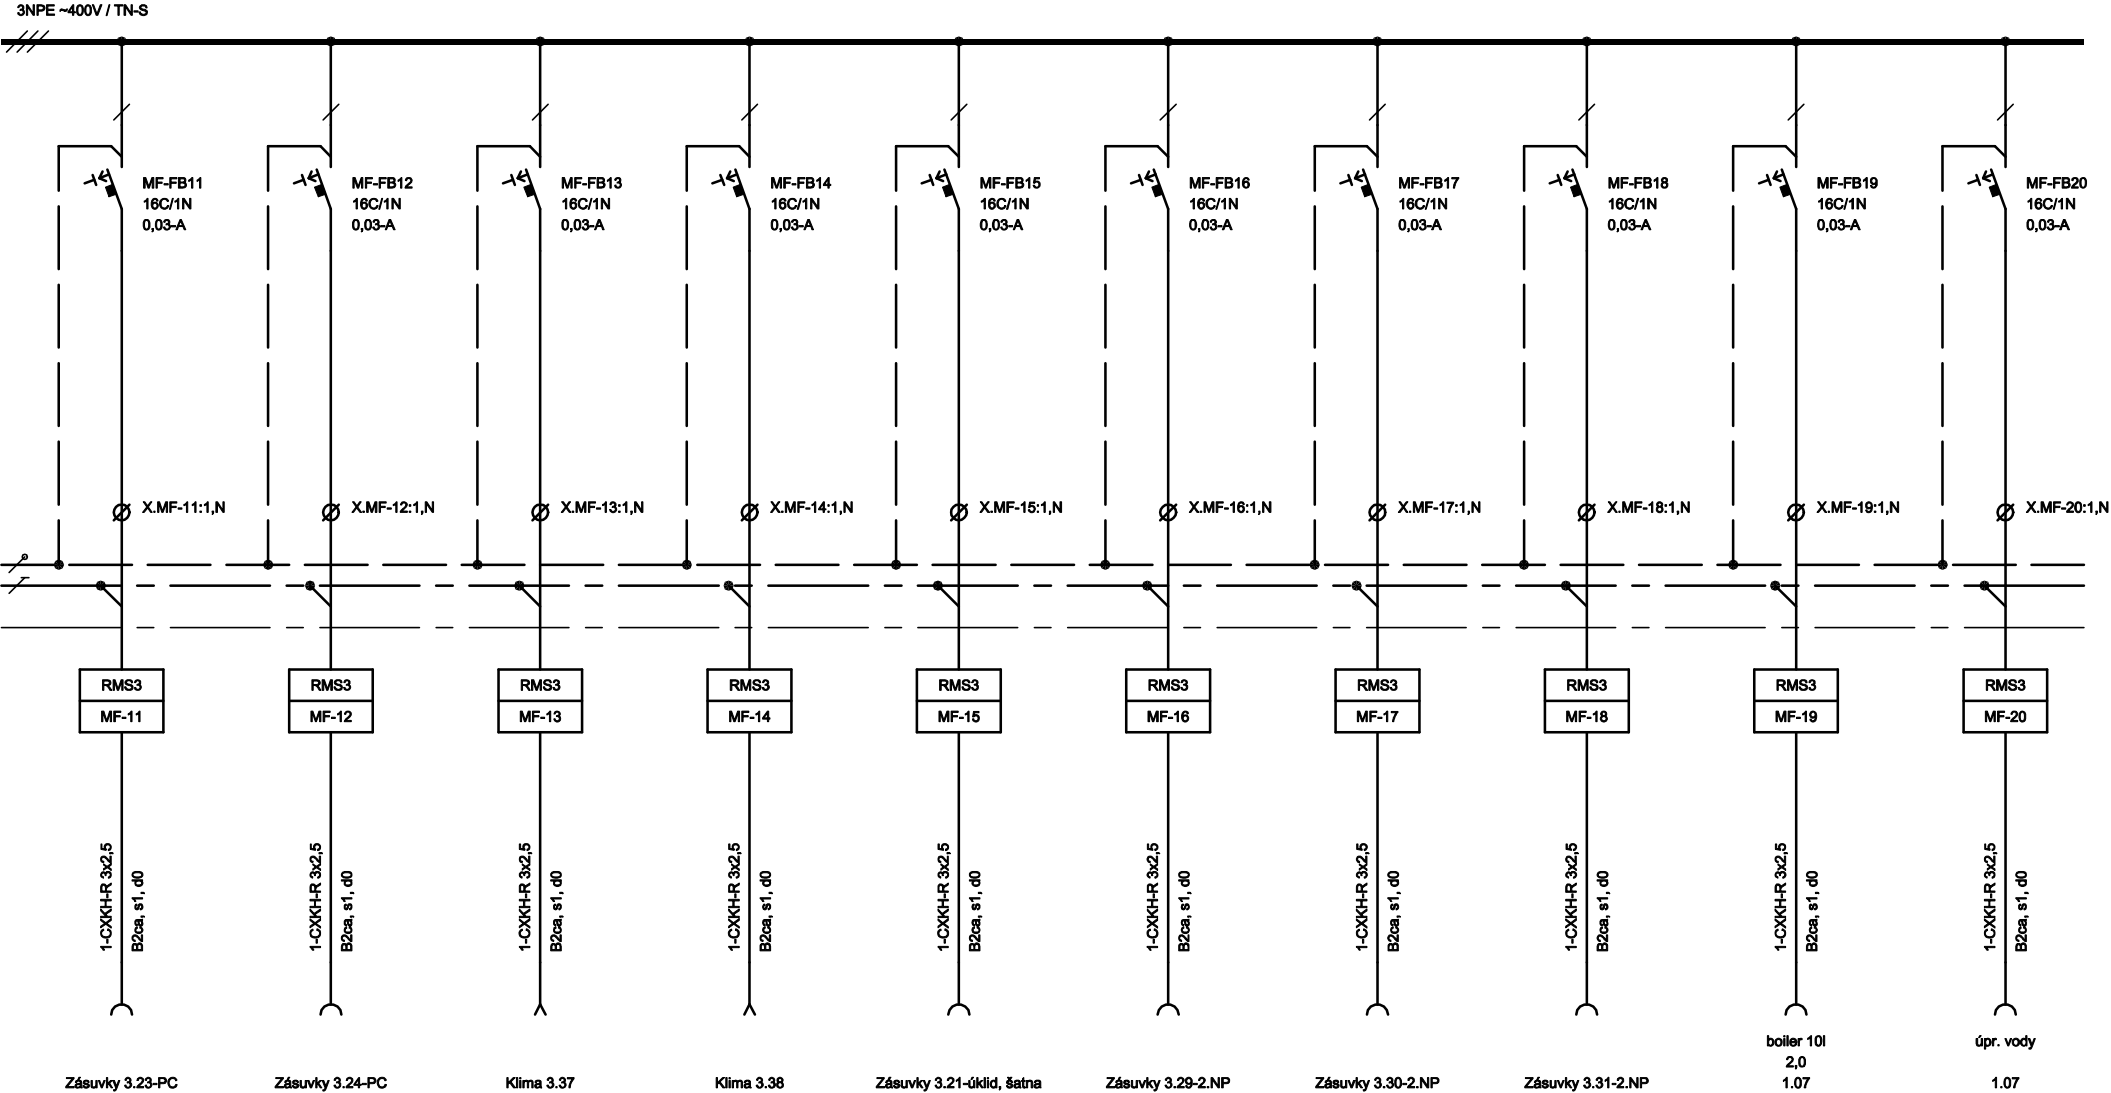 3NPE ~400V / TN-S
MF-FB11
16C/1N
0,03-A
MF-FB12
16C/1N
0,03-A
MF-FB13
16C/1N
0,03-A
MF-FB14
16C/1N
0,03-A
MF-FB15
16C/1N
0,03-A
MF-FB16
16C/1N
0,03-A
MF-FB17
16C/1N
0,03-A
MF-FB18
16C/1N
0,03-A
MF-FB19
16C/1N
0,03-A
MF-FB20
16C/1N
0,03-A
X.MF-11:1,N
X.MF-12:1,N
X.MF-13:1,N
X.MF-14:1,N
X.MF-15:1,N
X.MF-16:1,N
X.MF-17:1,N
X.MF-18:1,N
X.MF-19:1,N
X.MF-20:1,N
RMS3
MF-11
RMS3
MF-12
RMS3
MF-13
RMS3
MF-14
RMS3
MF-15
RMS3
MF-16
RMS3
MF-17
RMS3
MF-18
RMS3
MF-19
RMS3
MF-20
1-CXKH-R 3x2,5
B2ca, s1, d0
1-CXKH-R 3x2,5
B2ca, s1, d0
1-CXKH-R 3x2,5
B2ca, s1, d0
1-CXKH-R 3x2,5
B2ca, s1, d0
1-CXKH-R 3x2,5
B2ca, s1, d0
1-CXKH-R 3x2,5
B2ca, s1, d0
1-CXKH-R 3x2,5
B2ca, s1, d0
1-CXKH-R 3x2,5
B2ca, s1, d0
1-CXKH-R 3x2,5
B2ca, s1, d0
1-CXKH-R 3x2,5
B2ca, s1, d0
Zásuvky 3.23-PC
Zásuvky 3.24-PC
Klima 3.37
Klima 3.38
Zásuvky 3.21-úklid, šatna
Zásuvky 3.29-2.NP
Zásuvky 3.30-2.NP
Zásuvky 3.31-2.NP
boiler 10l
2,0
1.07
úpr. vody
1.07